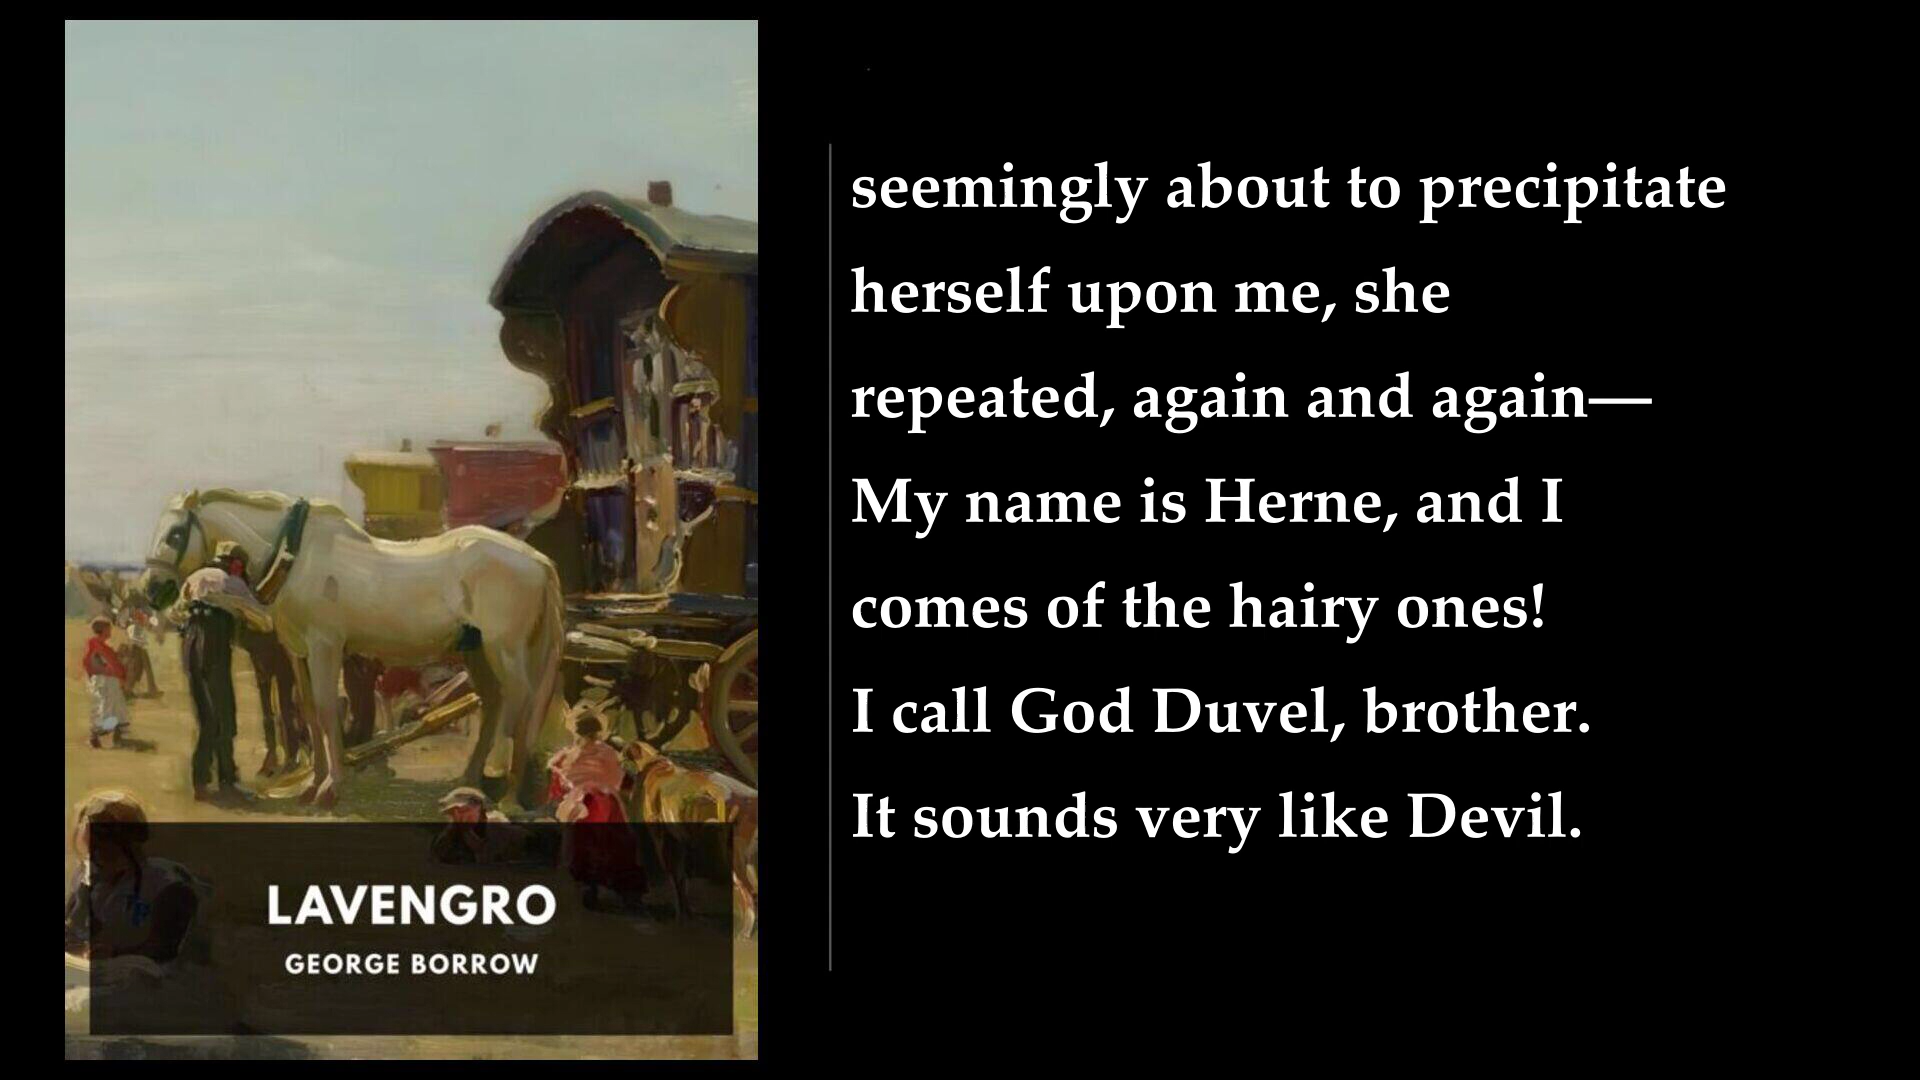 seemingly about to precipitate
herself upon me, she
repeated, again and again—
My name is Herne, and I
comes of the hairy ones!
I call God Duvel, brother.
It sounds very like Devil.
LAVENGRO
GEORGE BORROW